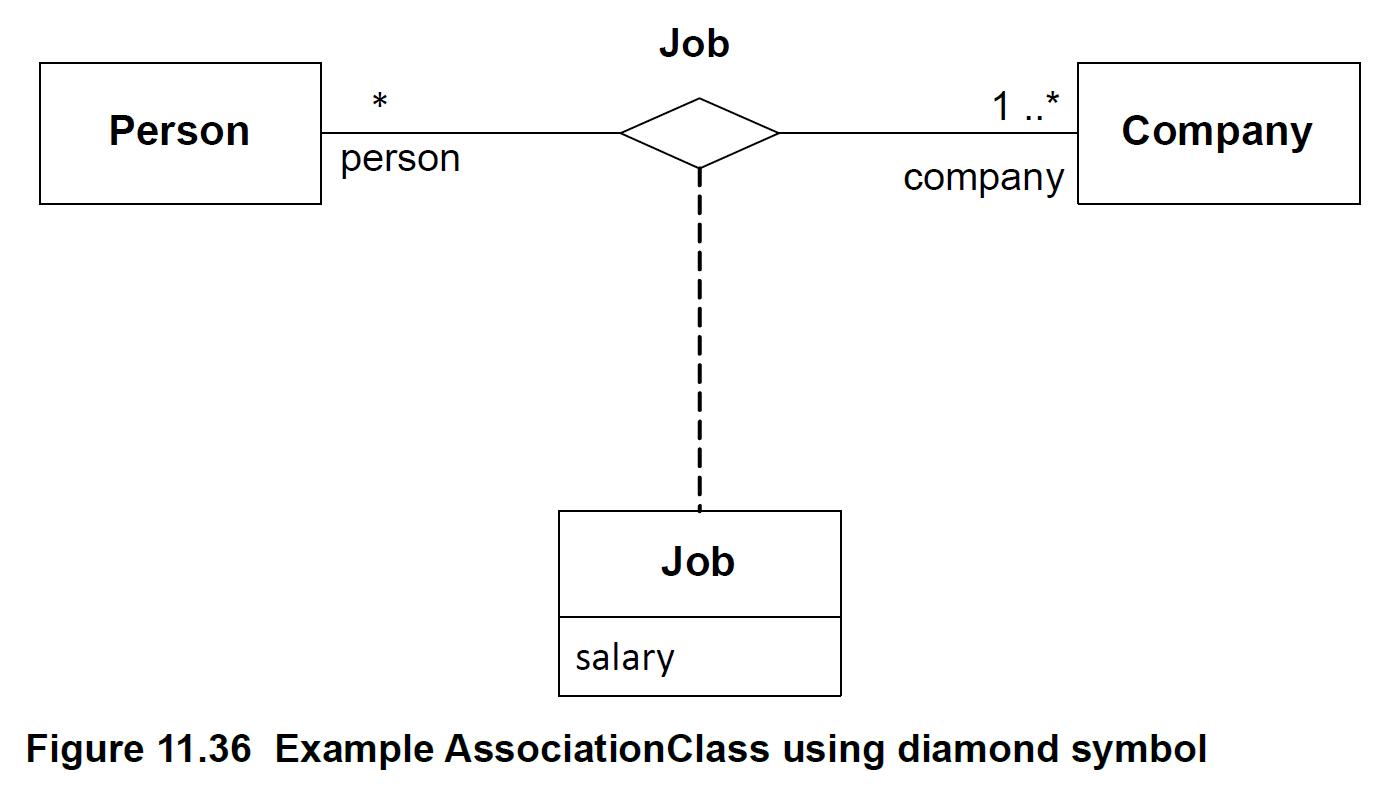 Job
Person
*
person
1 ..*
company
Company
Job
salary
Figure 11.36 Example AssociationClass using diamond symbol